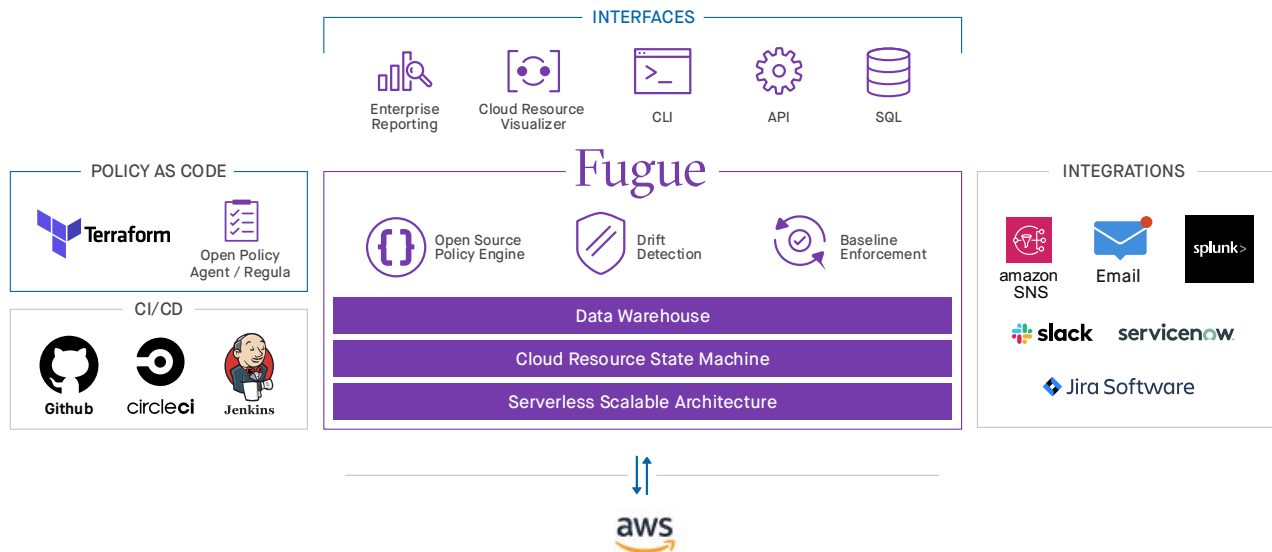 INTERFACES
Enterprise
Reporting
Cloud Resource
Visualizer
CLI
API
SQL
POLICY AS CODE
Terraform
Open Policy
Agent / Regula
CI/CD
Github
circleci
Jenkins
Fugue
Open Source
Policy Engine
Drift
Detection
Baseline
Enforcement
Data Warehouse
Cloud Resource State Machine
Serverless Scalable Architecture
INTEGRATIONS
amazon
SNS
Email
splunk>
slack
servicenow
Jira Software
aws